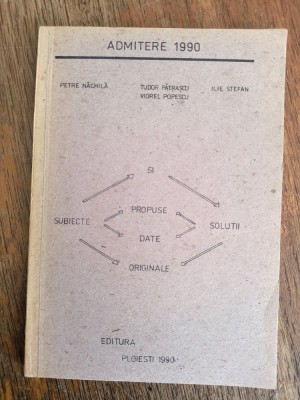 ADMITERE 1990
PETRE NĂCHILĂ TUDOR PĂTRAȘCU ILIE ȘTEFAN
VIOREL POPESCU
ȘI
PROPUSE
SUBIECTE SOLUȚII
DATE
ORIGINALE
EDITURA
PLOIEȘTI 1990